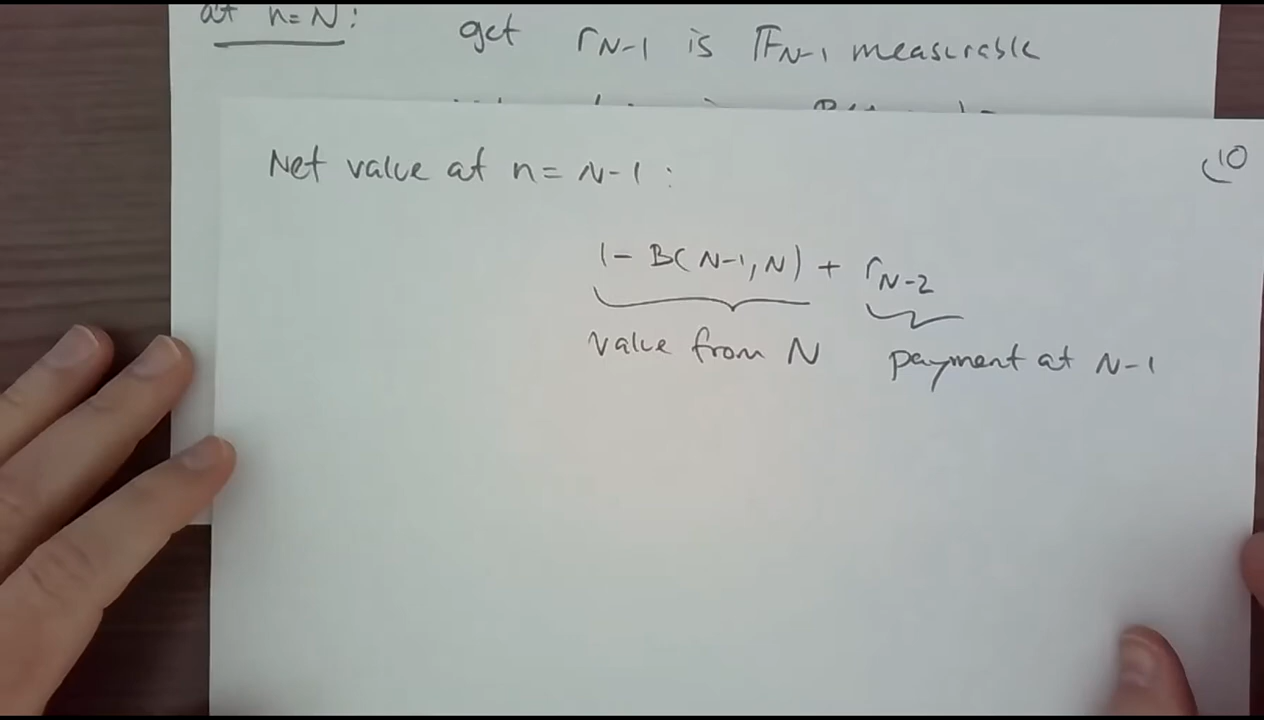 at n=N: get r_{N-1} is 𝔽_{N-1} measurable
Net value at n = N-1 :
10
1 - B(N-1,N) + r_{N-2}
value from N payment at N-1